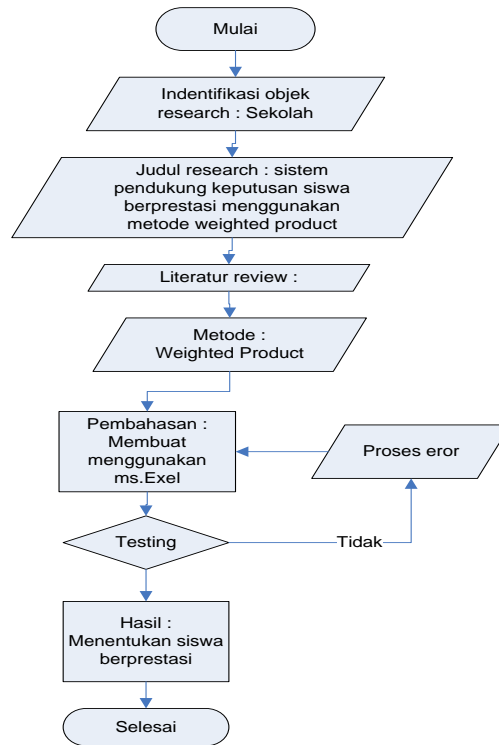 Mulai
Indentifikasi objek
research : Sekolah
Judul research : sistem
pendukung keputusan siswa
berprestasi menggunakan
metode weighted product
Literatur review :
Metode :
Weighted Product
Pembahasan :
Membuat
menggunakan
ms.Exel
Proses eror
Testing
Tidak
Hasil :
Menentukan siswa
berprestasi
Selesai